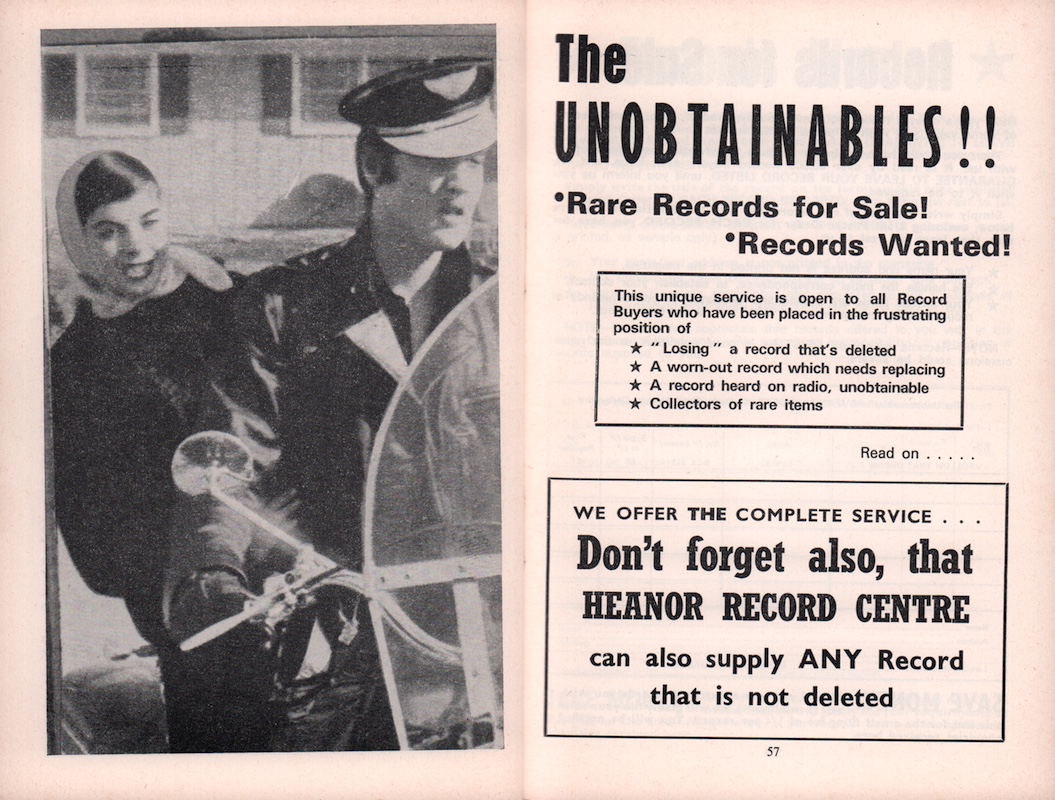 The
UNOBTAINABLES!!
•Rare Records for Sale!
•Records Wanted!
This unique service is open to all Record
Buyers who have been placed in the frustrating
position of
★ "Losing" a record that's deleted
★ A worn-out record which needs replacing
★ A record heard on radio, unobtainable
★ Collectors of rare items
Read on . . . . .
WE OFFER THE COMPLETE SERVICE . . .
Don't forget also, that
HEANOR RECORD CENTRE
can also supply ANY Record
that is not deleted
57